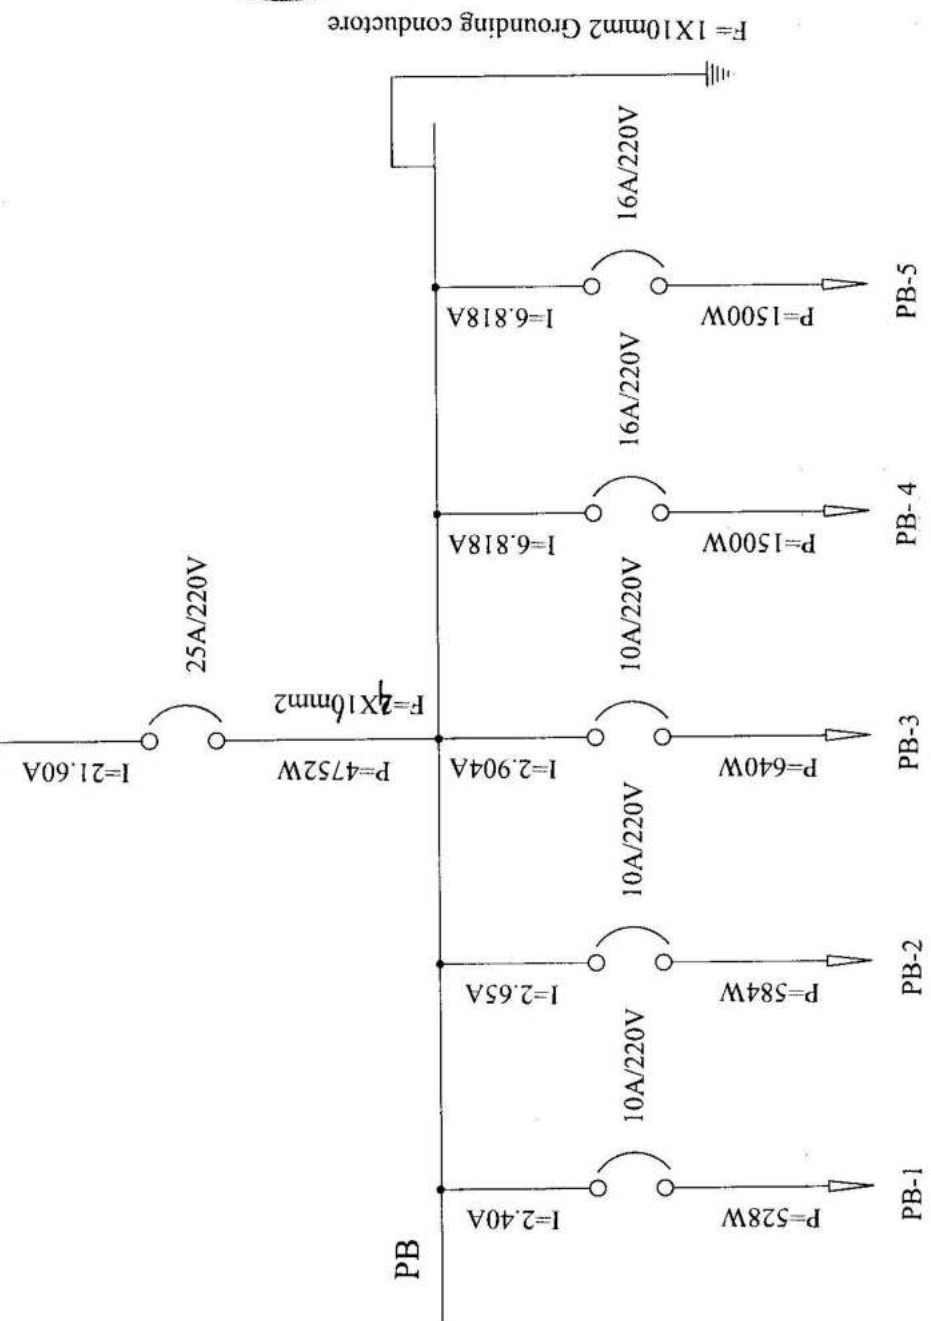 F= 1X10mm2 Grounding conductore
16A/220V
I=6.818A
P=1500W
PB-5
16A/220V
I=6.818A
P=1500W
PB- 4
25A/220V
F=4X10mm2
I=21.60A
P=4752W
10A/220V
I=2.904A
P=640W
PB-3
10A/220V
I=2.65A
P=584W
PB-2
10A/220V
I=2.40A
P=528W
PB-1
PB